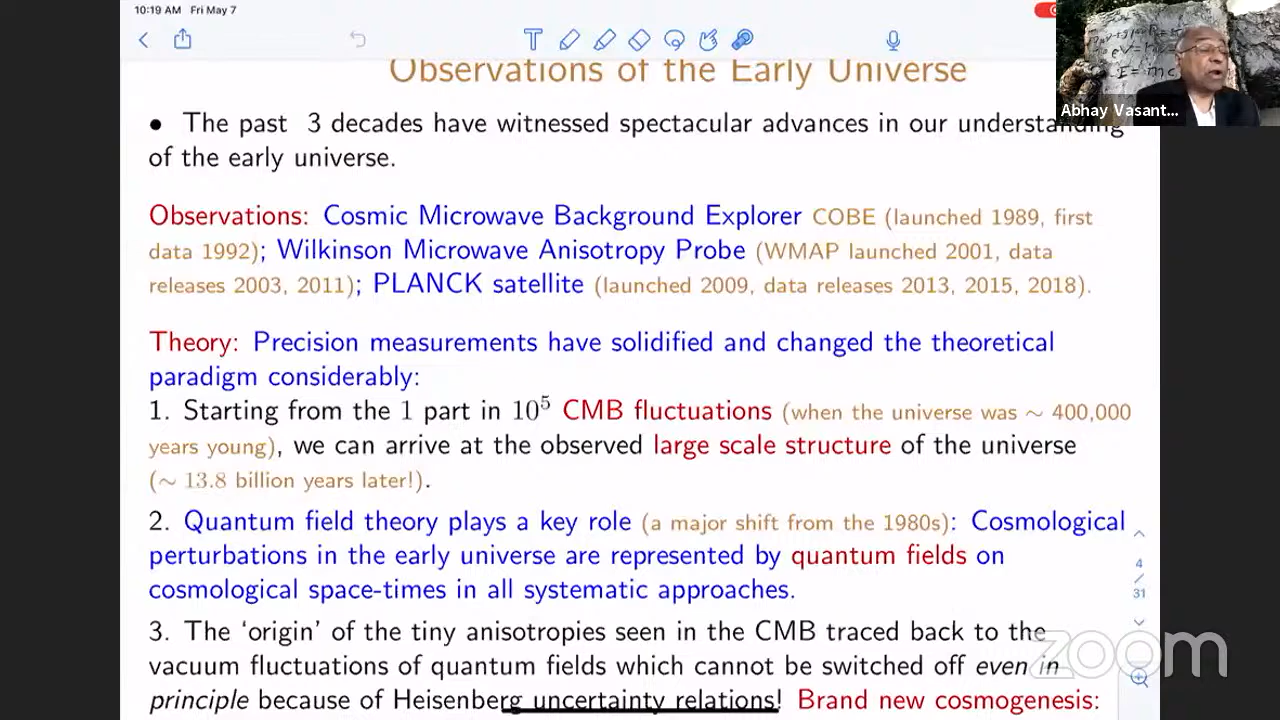 10:19 AM Fri May 7
Observations of the Early Universe
Abhay Vasant...
• The past 3 decades have witnessed spectacular advances in our understanding
of the early universe.
Observations: Cosmic Microwave Background Explorer COBE (launched 1989, first
data 1992); Wilkinson Microwave Anisotropy Probe (WMAP launched 2001, data
releases 2003, 2011); PLANCK satellite (launched 2009, data releases 2013, 2015, 2018).
Theory: Precision measurements have solidified and changed the theoretical
paradigm considerably:
1. Starting from the 1 part in 10⁵ CMB fluctuations (when the universe was ∼ 400,000
years young), we can arrive at the observed large scale structure of the universe
(∼ 13.8 billion years later!).
2. Quantum field theory plays a key role (a major shift from the 1980s): Cosmological
perturbations in the early universe are represented by quantum fields on
cosmological space-times in all systematic approaches.
4
/
31
3. The ‘origin’ of the tiny anisotropies seen in the CMB traced back to the
vacuum fluctuations of quantum fields which cannot be switched off even in
principle because of Heisenberg uncertainty relations! Brand new cosmogenesis:
zoom